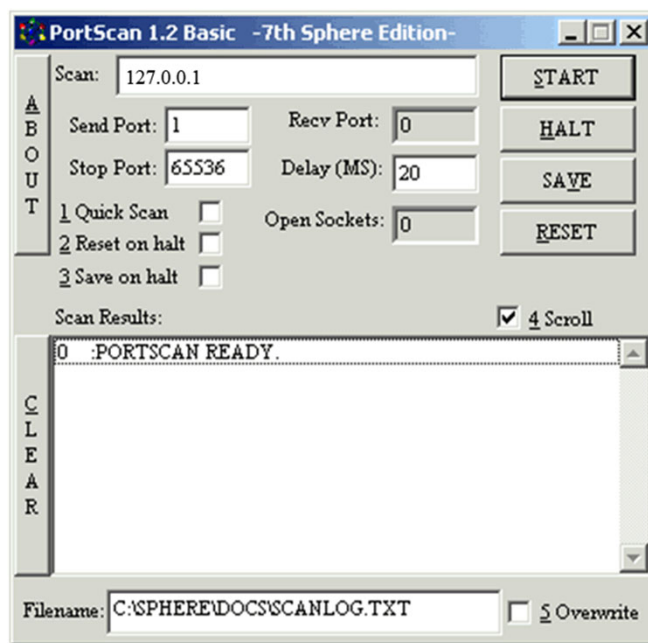 PortScan 1.2 Basic -7th Sphere Edition-
ABOUT
Scan: 127.0.0.1
START
Send Port: 1
Recv Port: 0
HALT
Stop Port: 65536
Delay (MS): 20
SAVE
1 Quick Scan
Open Sockets: 0
RESET
2 Reset on halt
3 Save on halt
Scan Results:
4 Scroll
CLEAR
0 :PORTSCAN READY.
Filename: C:\SPHERE\DOCS\SCANLOG.TXT
5 Overwrite